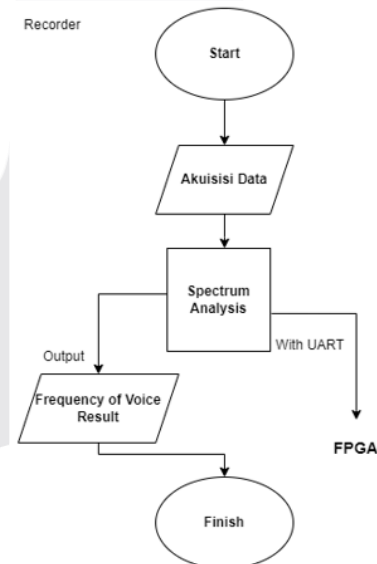 Recorder
Start
Akuisisi Data
Spectrum
Analysis
With UART
Output
Frequency of Voice
Result
FPGA
Finish